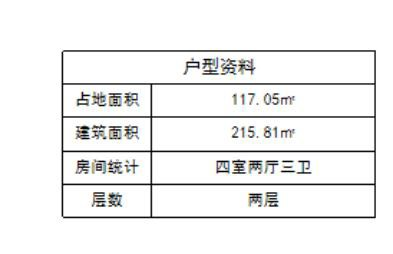 户型资料
占地面积 117.05㎡
建筑面积 215.81㎡
房间统计 四室两厅三卫
层数 两层